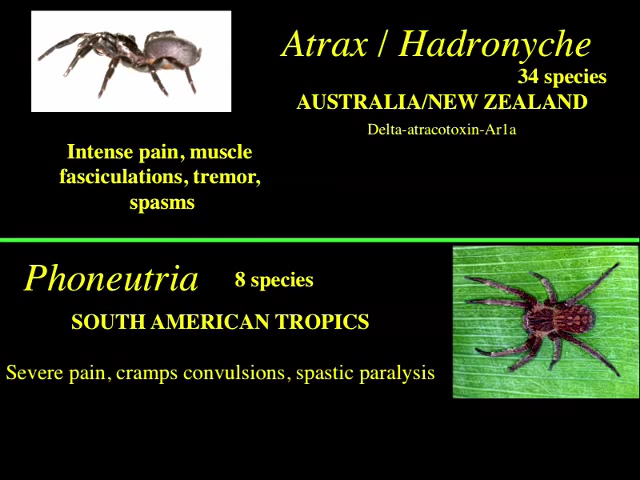 Atrax / Hadronyche
34 species
AUSTRALIA/NEW ZEALAND
Delta-atracotoxin-Ar1a
Intense pain, muscle
fasciculations, tremor,
spasms
Phoneutria 8 species
SOUTH AMERICAN TROPICS
Severe pain, cramps convulsions, spastic paralysis